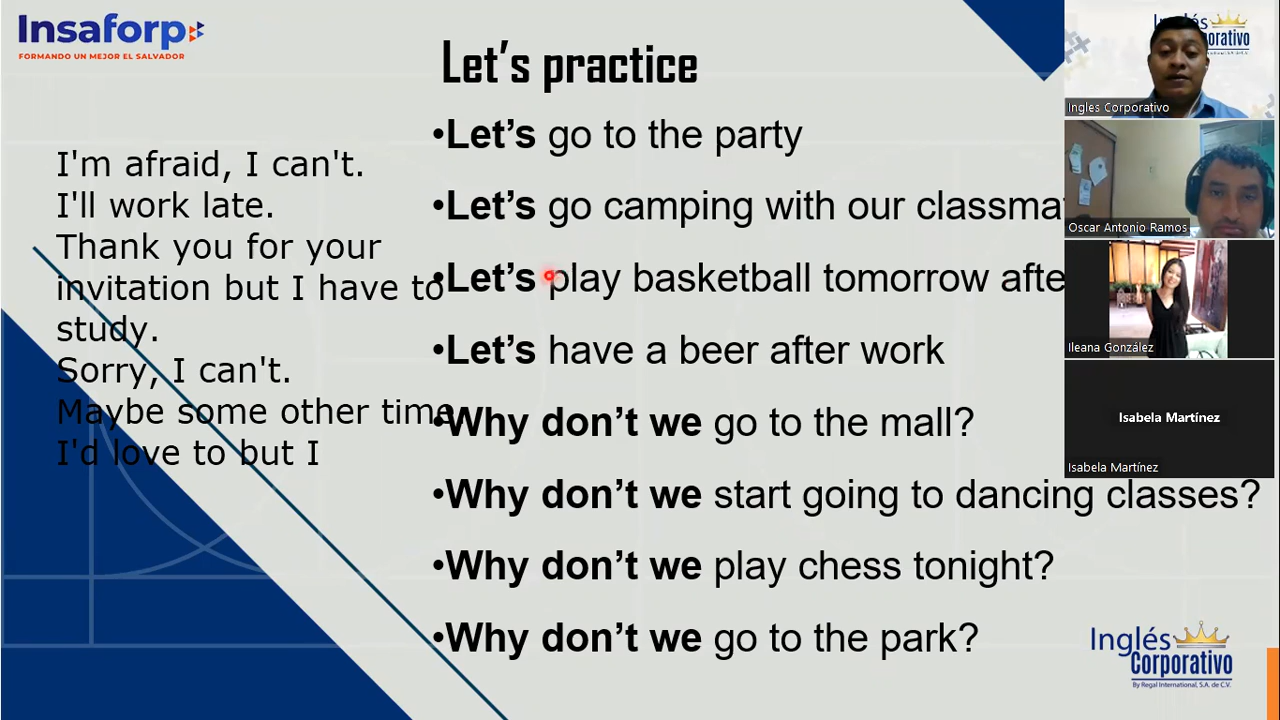 Insaforp
FORMANDO UN MEJOR EL SALVADOR
Let's practice
I'm afraid, I can't.
I'll work late.
Thank you for your
invitation but I have to
study.
Sorry, I can't.
Maybe some other time
I'd love to but I
•Let's go to the party
•Let's go camping with our classma
•Let's play basketball tomorrow afte
•Let's have a beer after work
•Why don't we go to the mall?
•Why don't we start going to dancing classes?
•Why don't we play chess tonight?
•Why don't we go to the park?
Ingles Corporativo
Oscar Antonio Ramos
Ileana González
Isabela Martínez
Isabela Martínez
Inglés
Corporativo
By Regal International, S.A. de C.V.